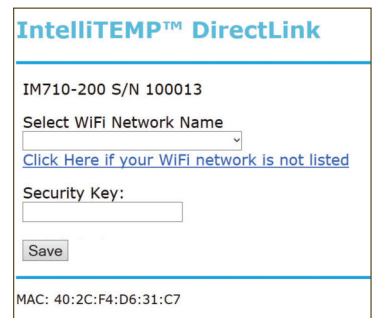 IntelliTEMP™ DirectLink
IM710-200 S/N 100013
Select WiFi Network Name
Click Here if your WiFi network is not listed
Security Key:
Save
MAC: 40:2C:F4:D6:31:C7